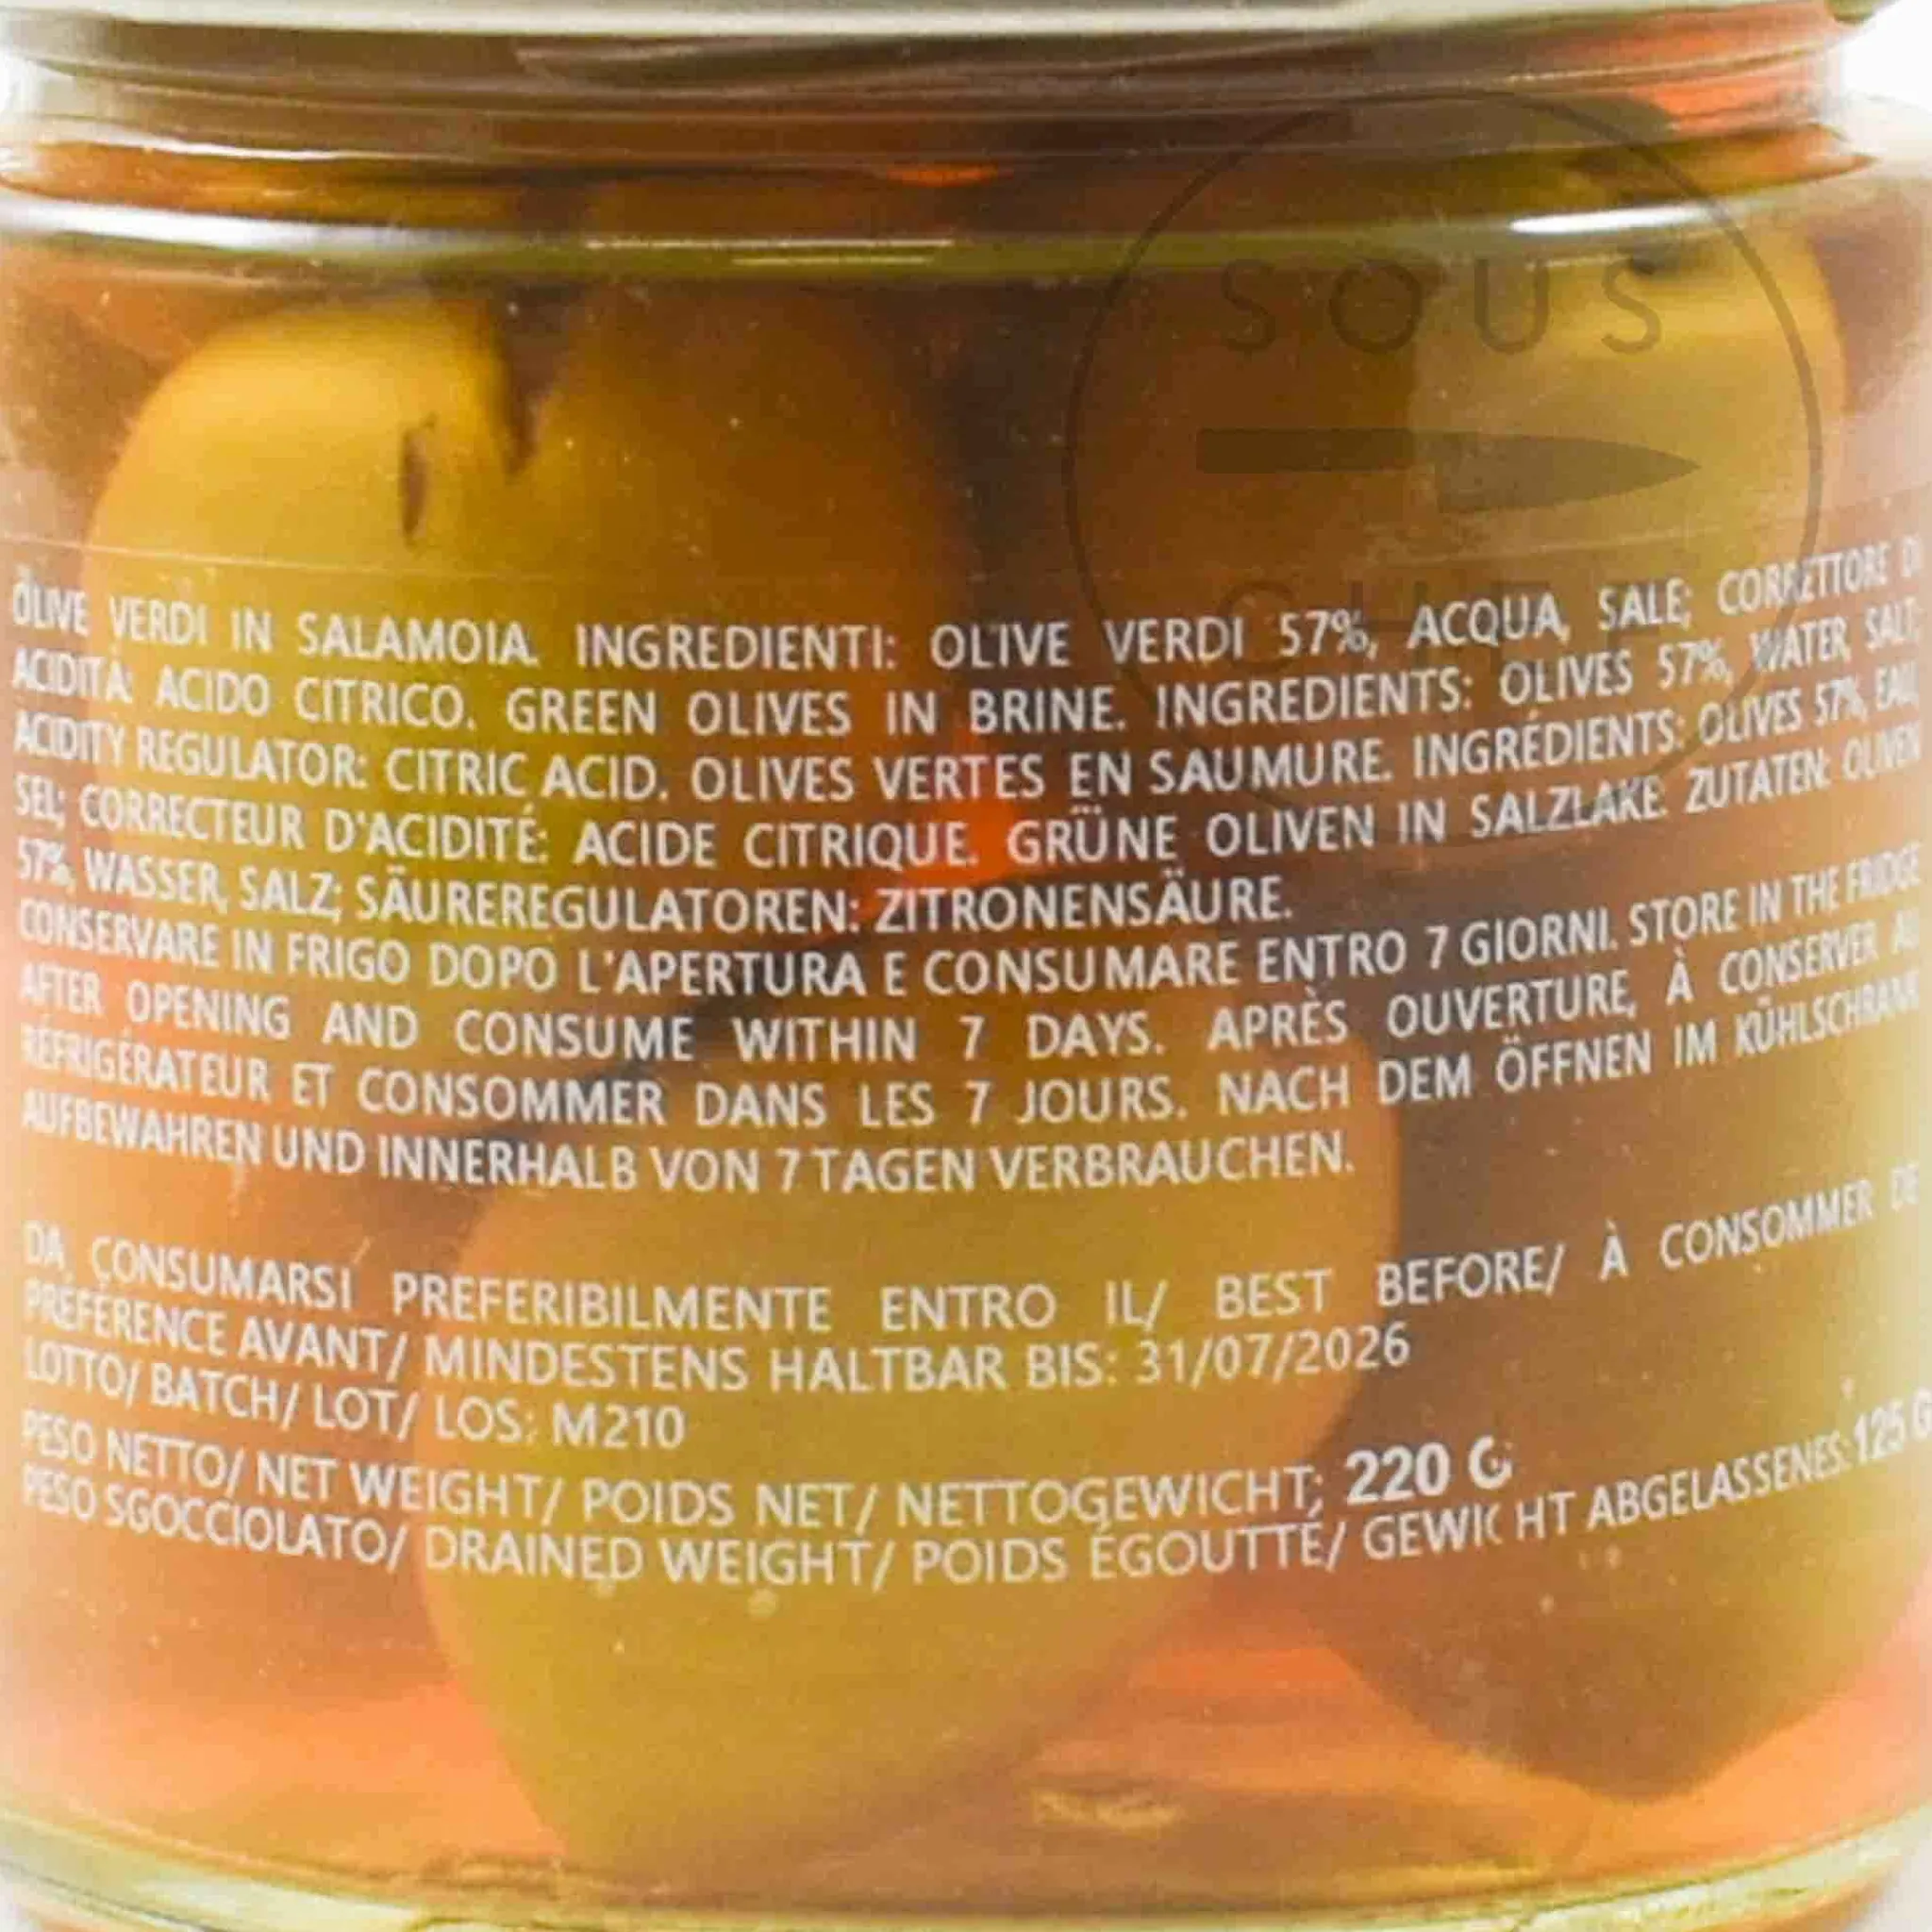 SOUS
CHEF
OLIVE VERDI IN SALAMOIA. INGREDIENTI: OLIVE VERDI 57%, ACQUA, SALE; CORRETTORE DI
ACIDITÀ: ACIDO CITRICO. GREEN OLIVES IN BRINE. INGREDIENTS: OLIVES 57%, WATER, SALT;
ACIDITY REGULATOR: CITRIC ACID. OLIVES VERTES EN SAUMURE. INGRÉDIENTS: OLIVES 57%, EAU,
SEL; CORRECTEUR D'ACIDITÉ: ACIDE CITRIQUE. GRÜNE OLIVEN IN SALZLAKE. ZUTATEN: OLIVEN
57%, WASSER, SALZ; SÄUREREGULATOREN: ZITRONENSÄURE.
CONSERVARE IN FRIGO DOPO L'APERTURA E CONSUMARE ENTRO 7 GIORNI. STORE IN THE FRIDGE
AFTER OPENING AND CONSUME WITHIN 7 DAYS. APRÈS OUVERTURE, À CONSERVER AU
RÉFRIGÉRATEUR ET CONSOMMER DANS LES 7 JOURS. NACH DEM ÖFFNEN IM KÜHLSCHRANK
AUFBEWAHREN UND INNERHALB VON 7 TAGEN VERBRAUCHEN.
DA CONSUMARSI PREFERIBILMENTE ENTRO IL/ BEST BEFORE/ À CONSOMMER DE
PRÉFÉRENCE AVANT/ MINDESTENS HALTBAR BIS: 31/07/2026
LOTTO/ BATCH/ LOT/ LOS: M210
PESO NETTO/ NET WEIGHT/ POIDS NET/ NETTOGEWICHT: 220 G
PESO SGOCCIOLATO/ DRAINED WEIGHT/ POIDS ÉGOUTTÉ/ GEWICHT ABGELASSENES: 125 G